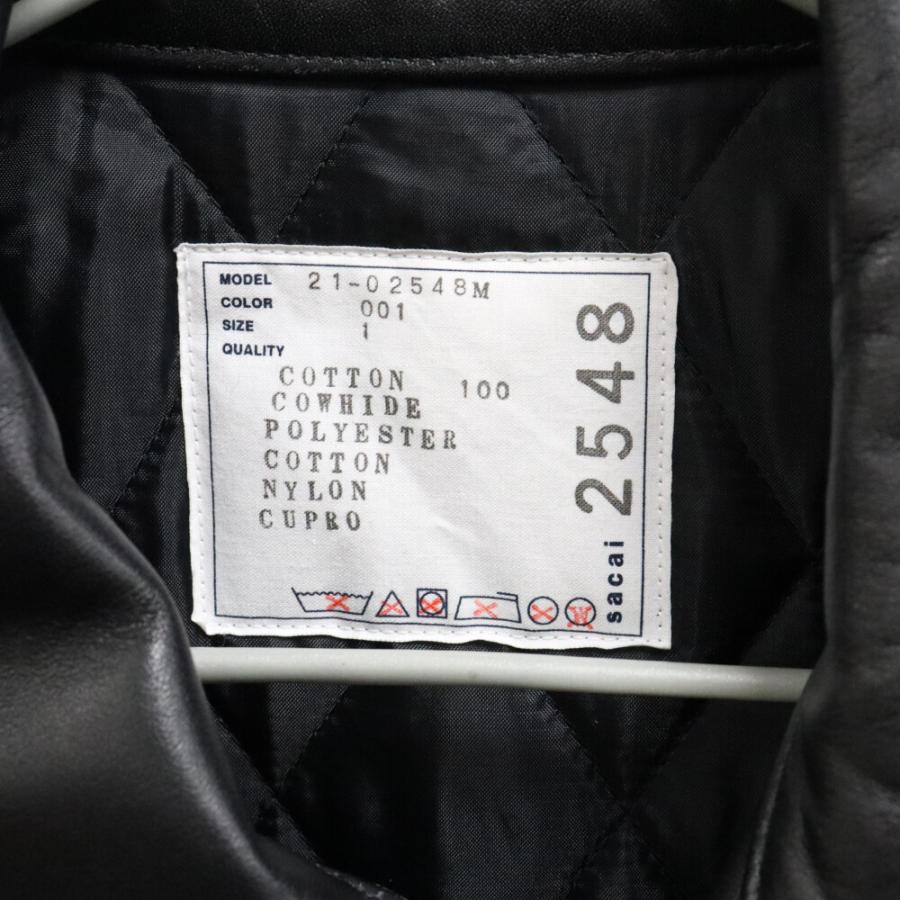 MODEL 21-02548M
COLOR 001
SIZE 1
QUALITY
COTTON 100
COWHIDE
POLYESTER
COTTON
NYLON
CUPRO
sacai 2548
W